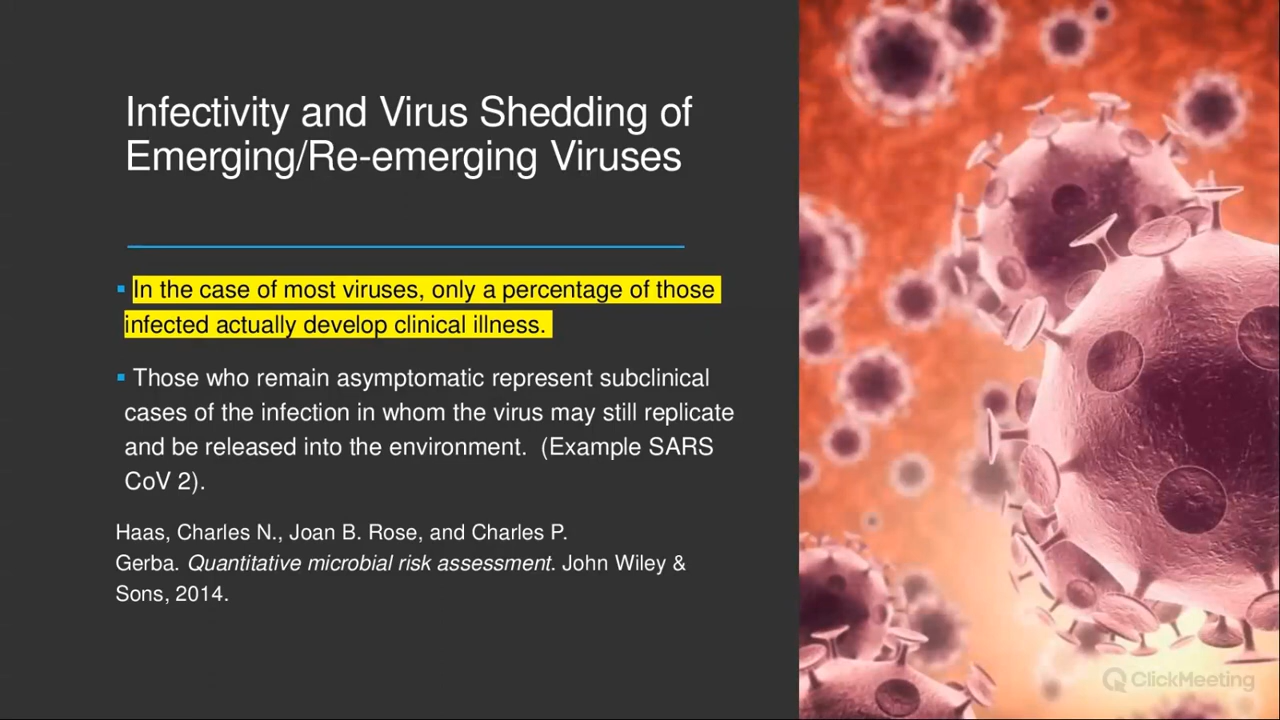 Infectivity and Virus Shedding of
Emerging/Re-emerging Viruses
▪ In the case of most viruses, only a percentage of those
infected actually develop clinical illness.
▪ Those who remain asymptomatic represent subclinical
cases of the infection in whom the virus may still replicate
and be released into the environment. (Example SARS
CoV 2).
Haas, Charles N., Joan B. Rose, and Charles P.
Gerba. Quantitative microbial risk assessment. John Wiley &
Sons, 2014.
ClickMeeting